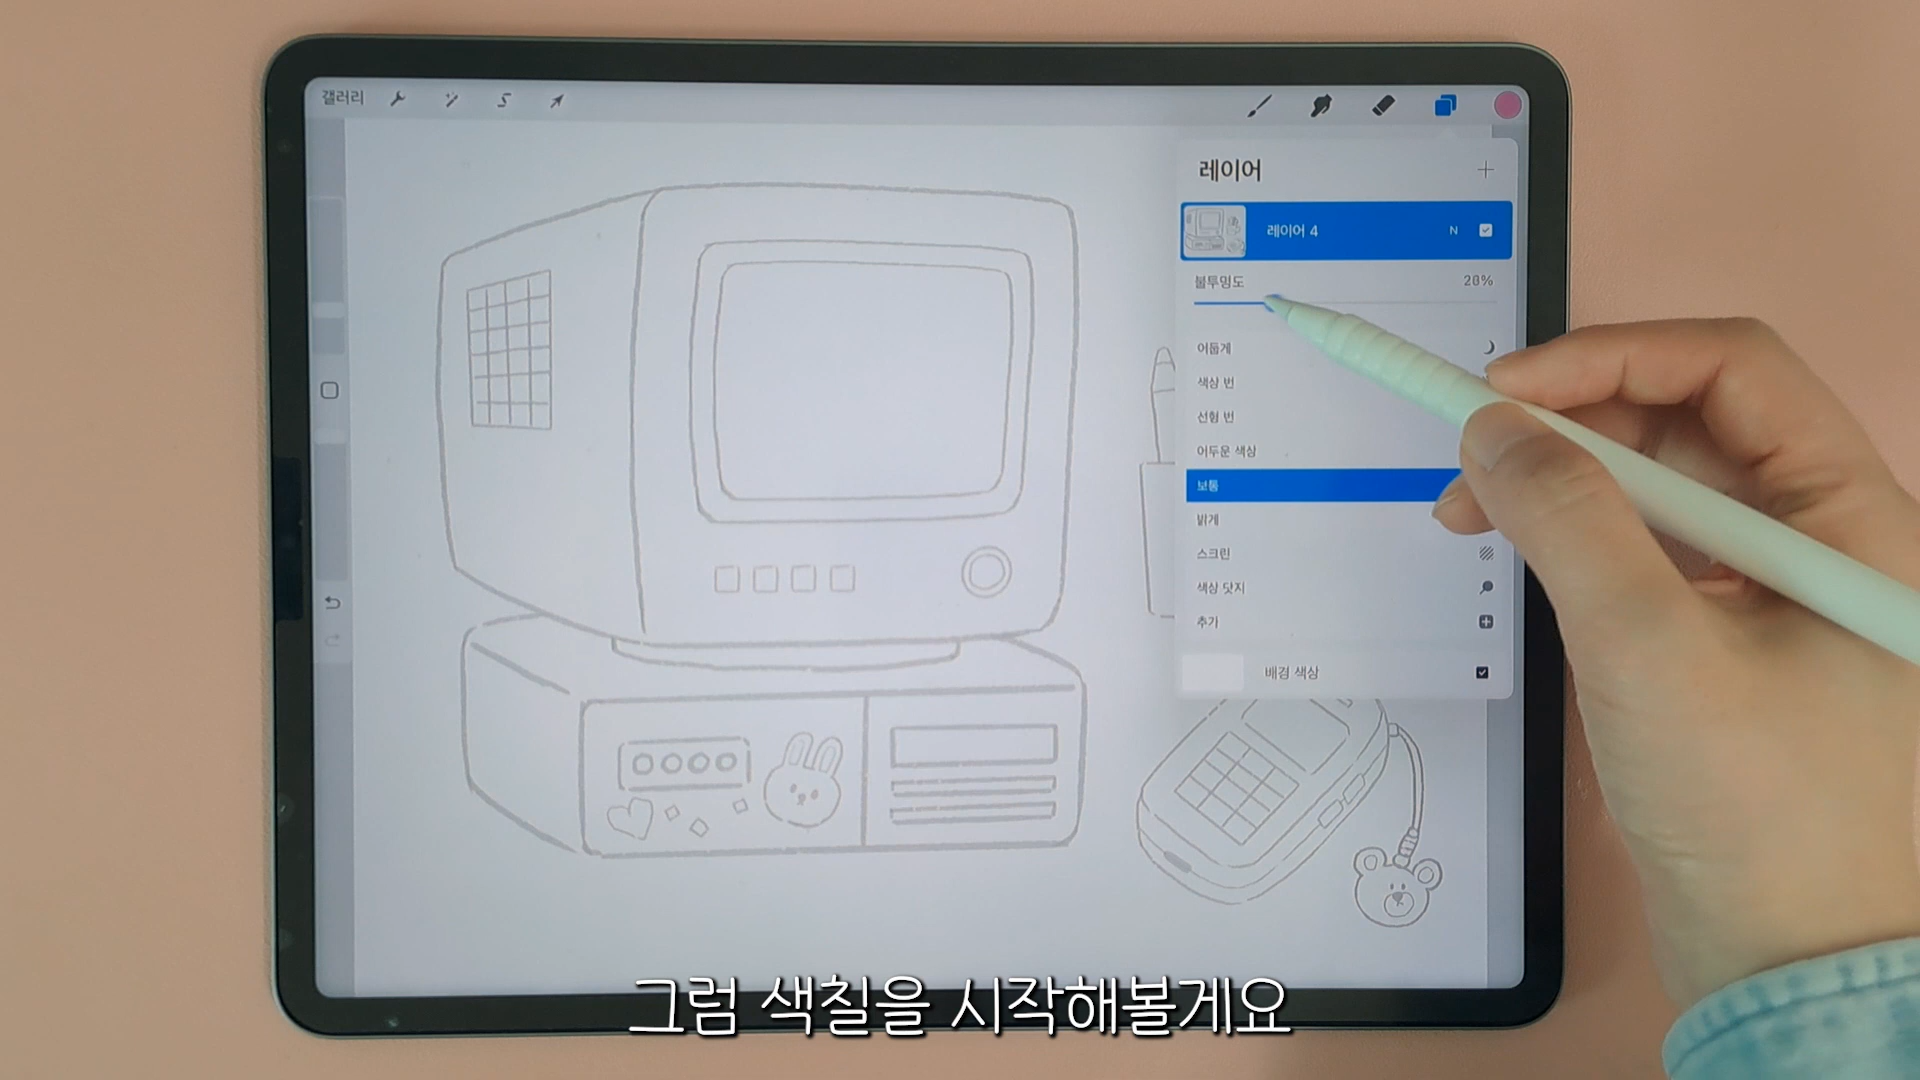 갤러리
레이어
레이어 4 N
불투명도 28%
어둡게
색상 번
선형 번
어두운 색상
보통
밝게
스크린
색상 닷지
추가
배경 색상
그럼 색칠을 시작해볼게요